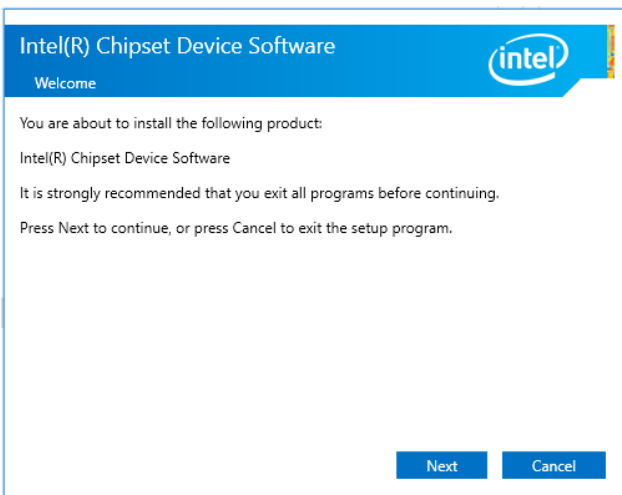 Intel(R) Chipset Device Software
intel
Welcome
You are about to install the following product:
Intel(R) Chipset Device Software
It is strongly recommended that you exit all programs before continuing.
Press Next to continue, or press Cancel to exit the setup program.
Next Cancel